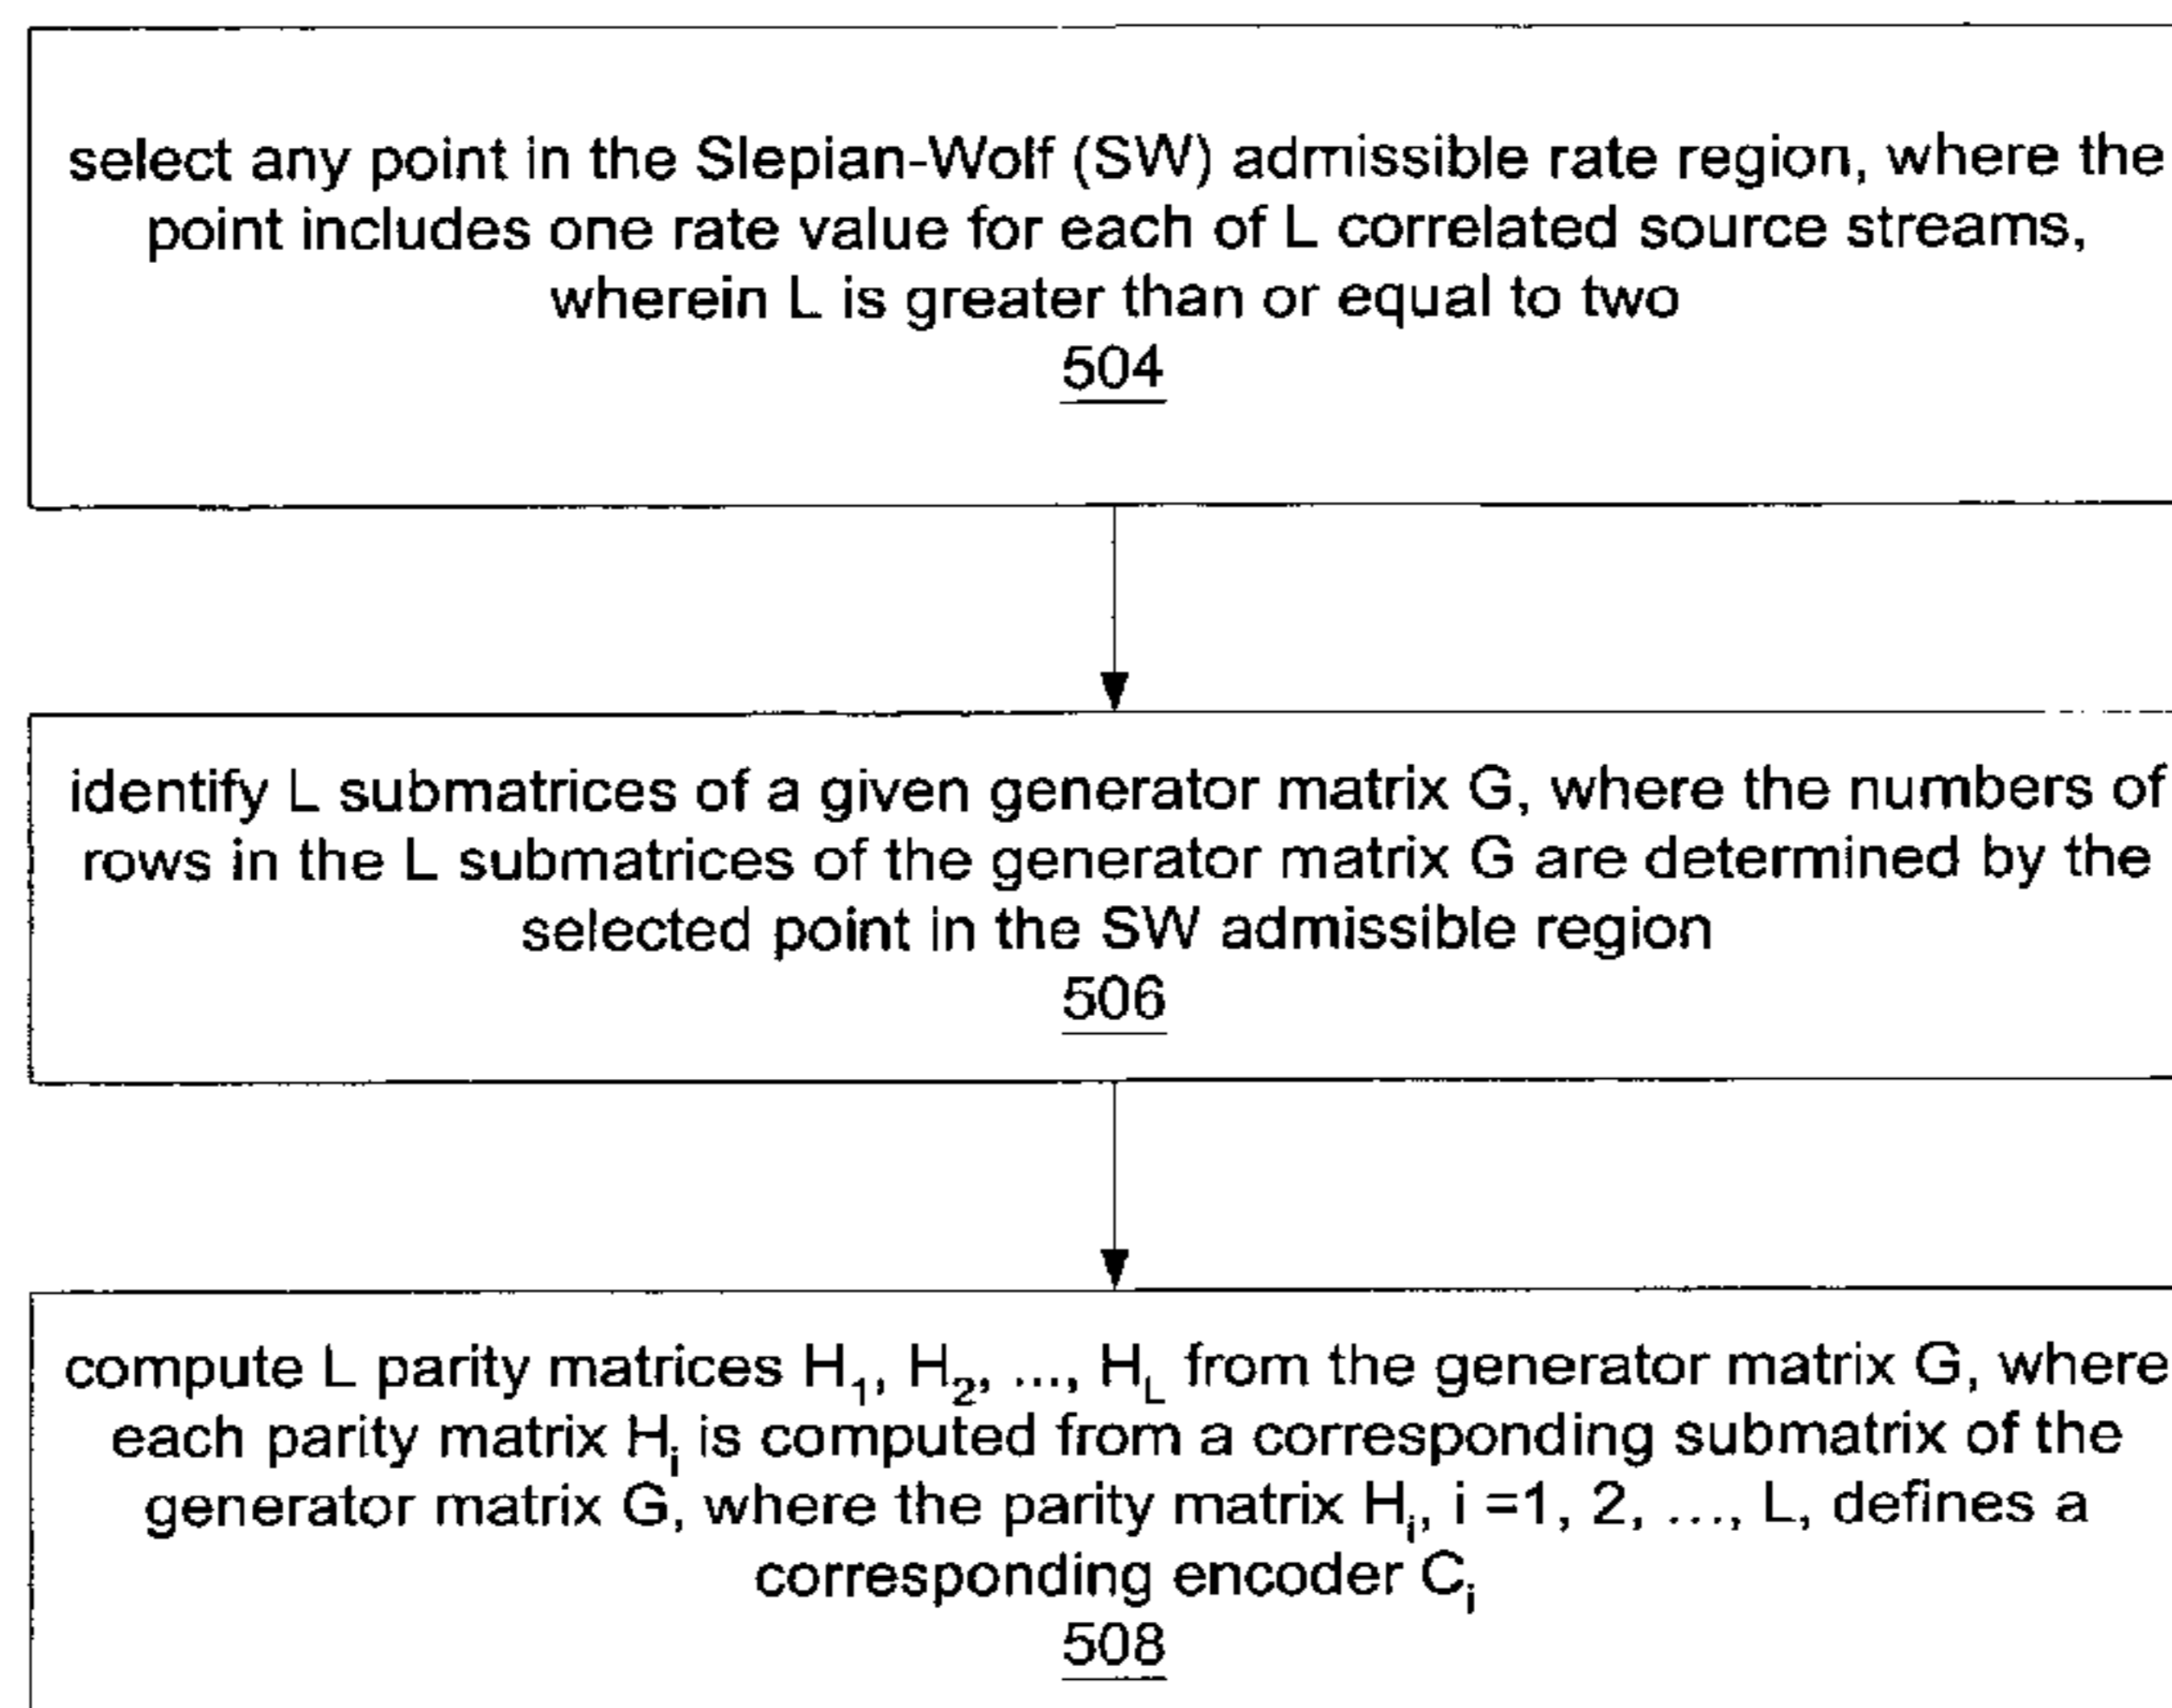 select any point in the Slepian-Wolf (SW) admissible rate region, where the
point includes one rate value for each of L correlated source streams,
wherein L is greater than or equal to two
504
identify L submatrices of a given generator matrix G, where the numbers of
rows in the L submatrices of the generator matrix G are determined by the
selected point in the SW admissible region
506
compute L parity matrices H₁, H₂, ..., H_L from the generator matrix G, where
each parity matrix Hᵢ is computed from a corresponding submatrix of the
generator matrix G, where the parity matrix Hᵢ, i =1, 2, ..., L, defines a
corresponding encoder Cᵢ
508